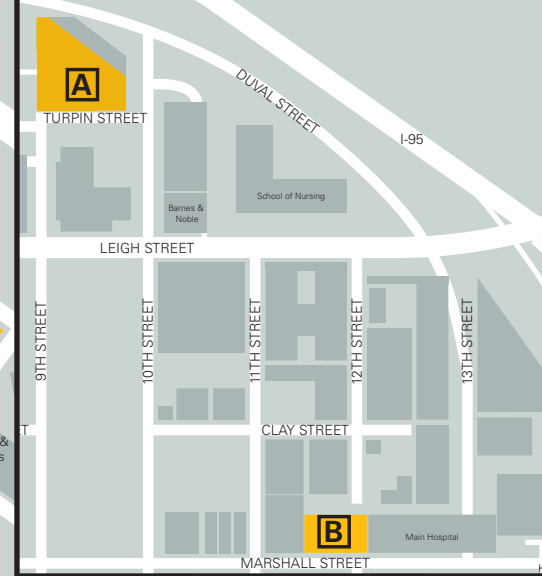 A
TURPIN STREET
DUVAL STREET
I-95
Barnes &
Noble
School of Nursing
LEIGH STREET
9TH STREET
10TH STREET
11TH STREET
12TH STREET
13TH STREET
ET
&
s
CLAY STREET
B
Main Hospital
MARSHALL STREET